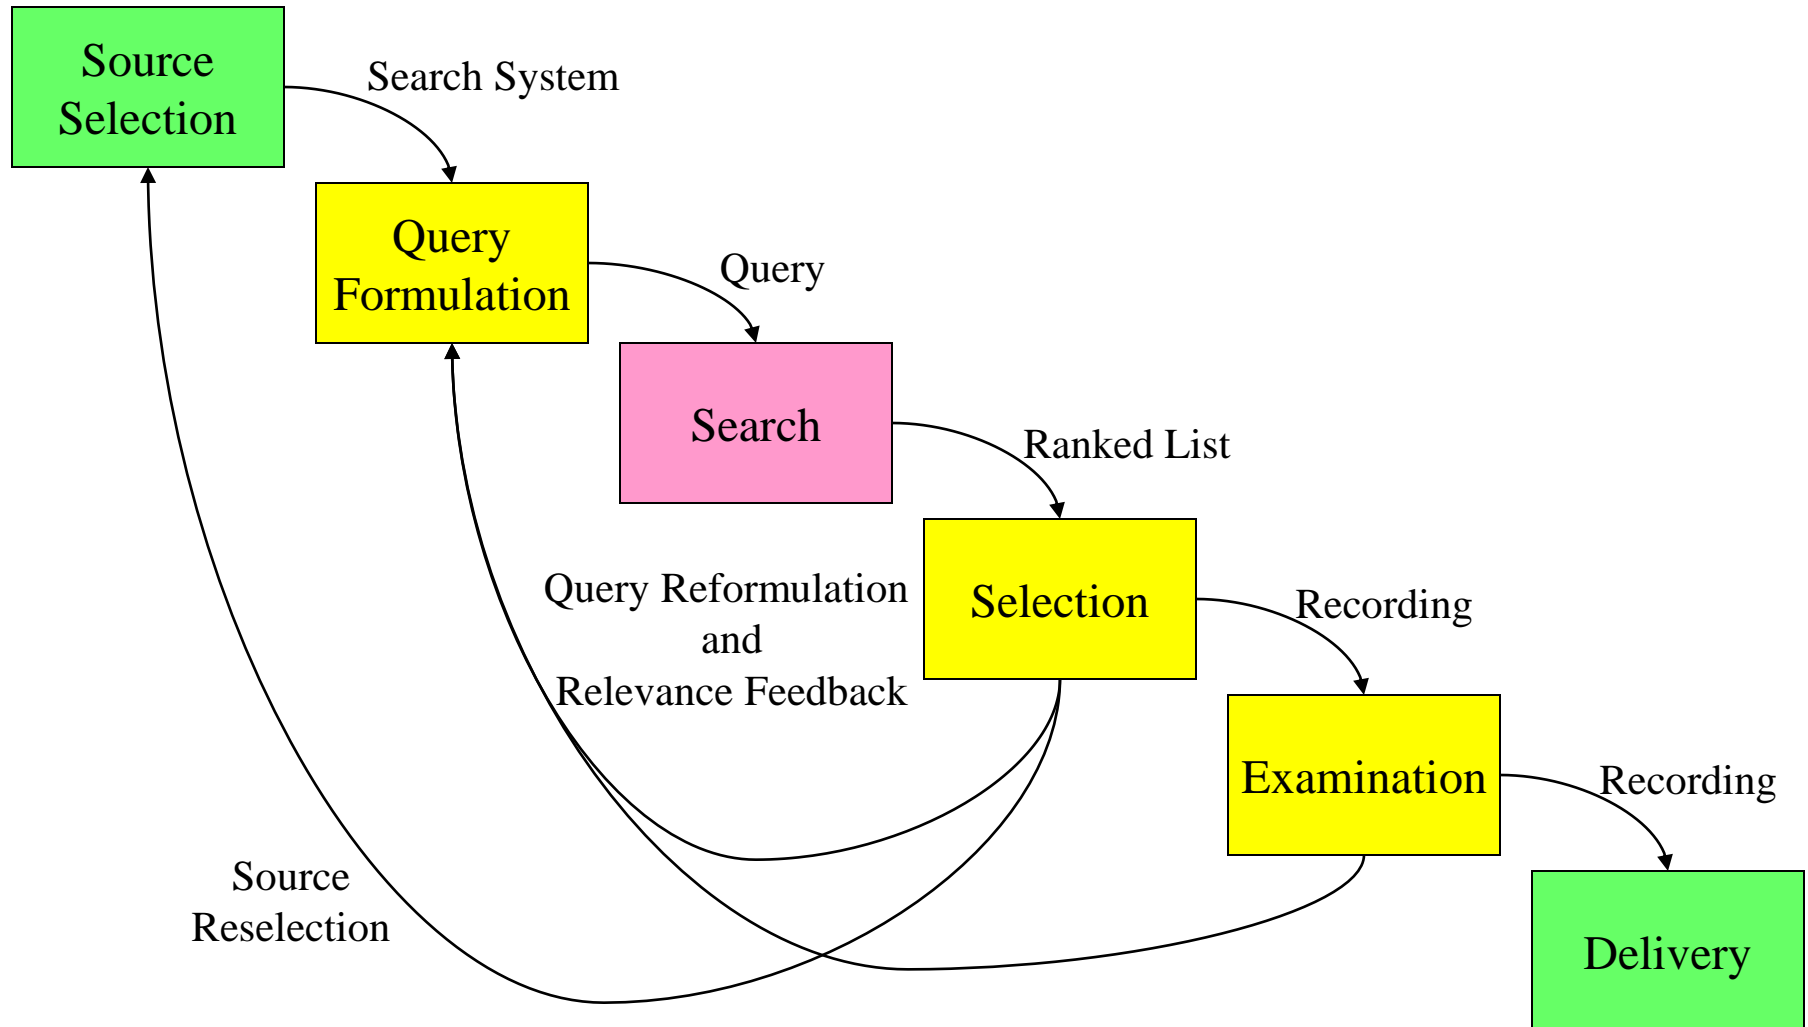 Source
Selection
Search System
Query
Formulation
Query
Search
Ranked List
Selection
Query Reformulation
and
Relevance Feedback
Recording
Examination
Recording
Source
Reselection
Delivery